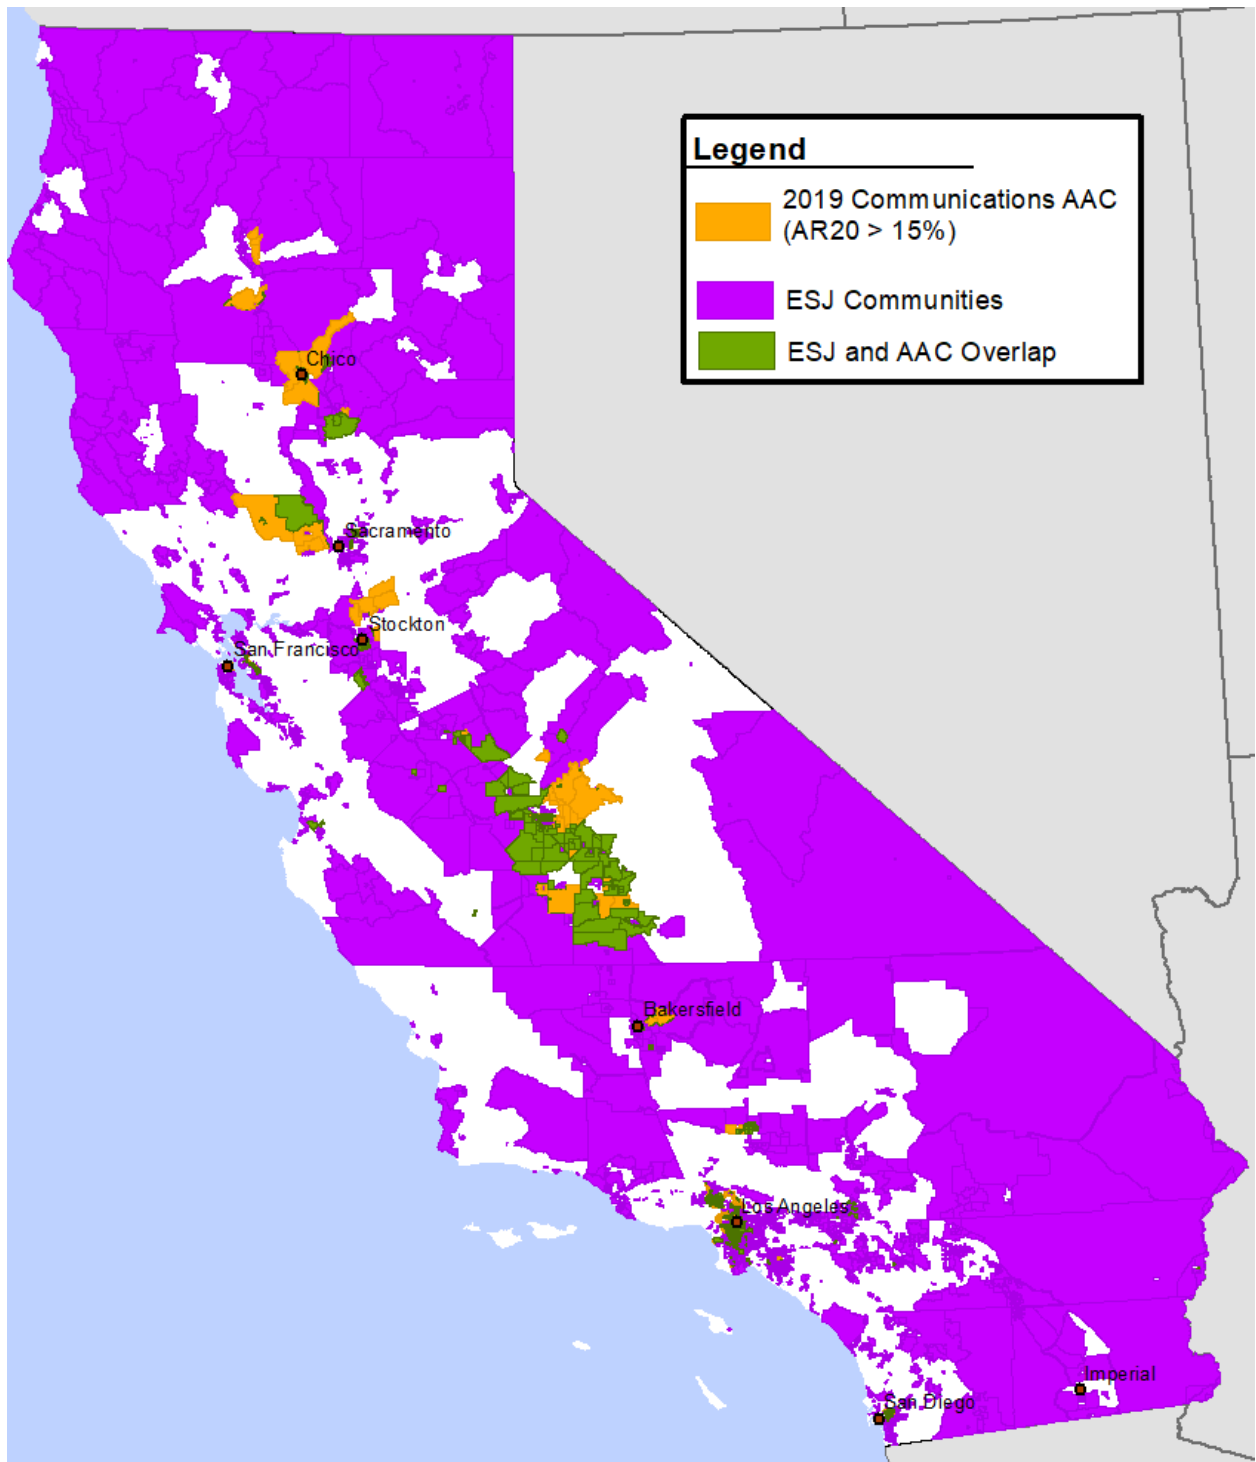 Legend
2019 Communications AAC
(AR20 > 15%)
ESJ Communities
ESJ and AAC Overlap
Chico
Sacramento
Stockton
San Francisco
Bakersfield
Los Angeles
Imperial
San Diego